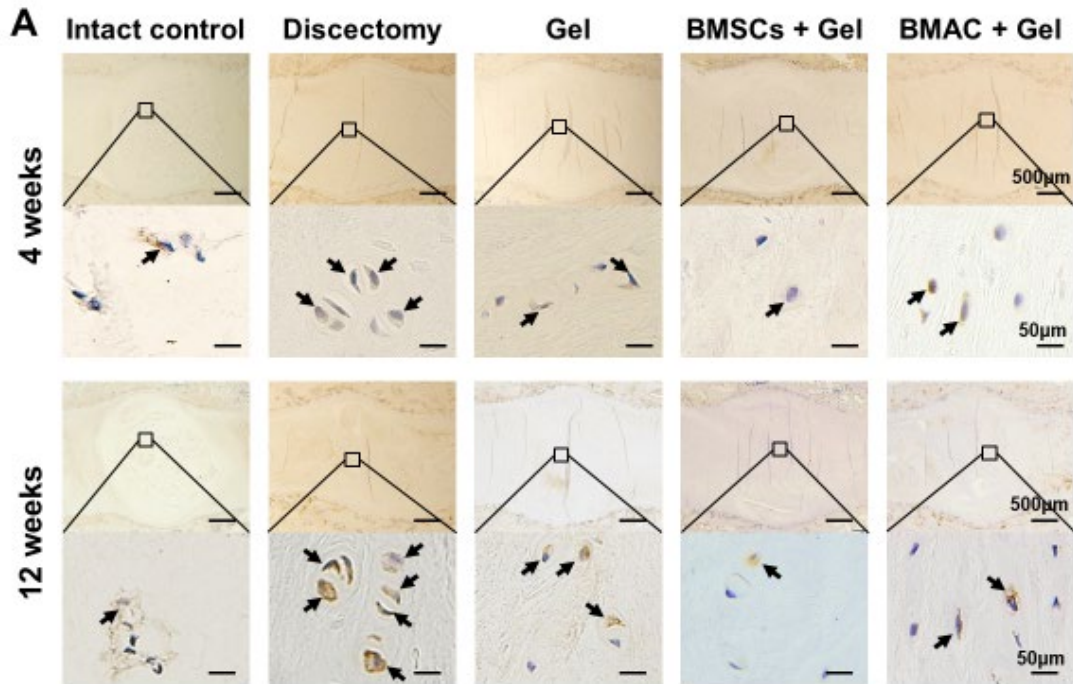 A
Intact control Discectomy Gel BMSCs + Gel BMAC + Gel
4 weeks
500µm
50µm
12 weeks
500µm
50µm